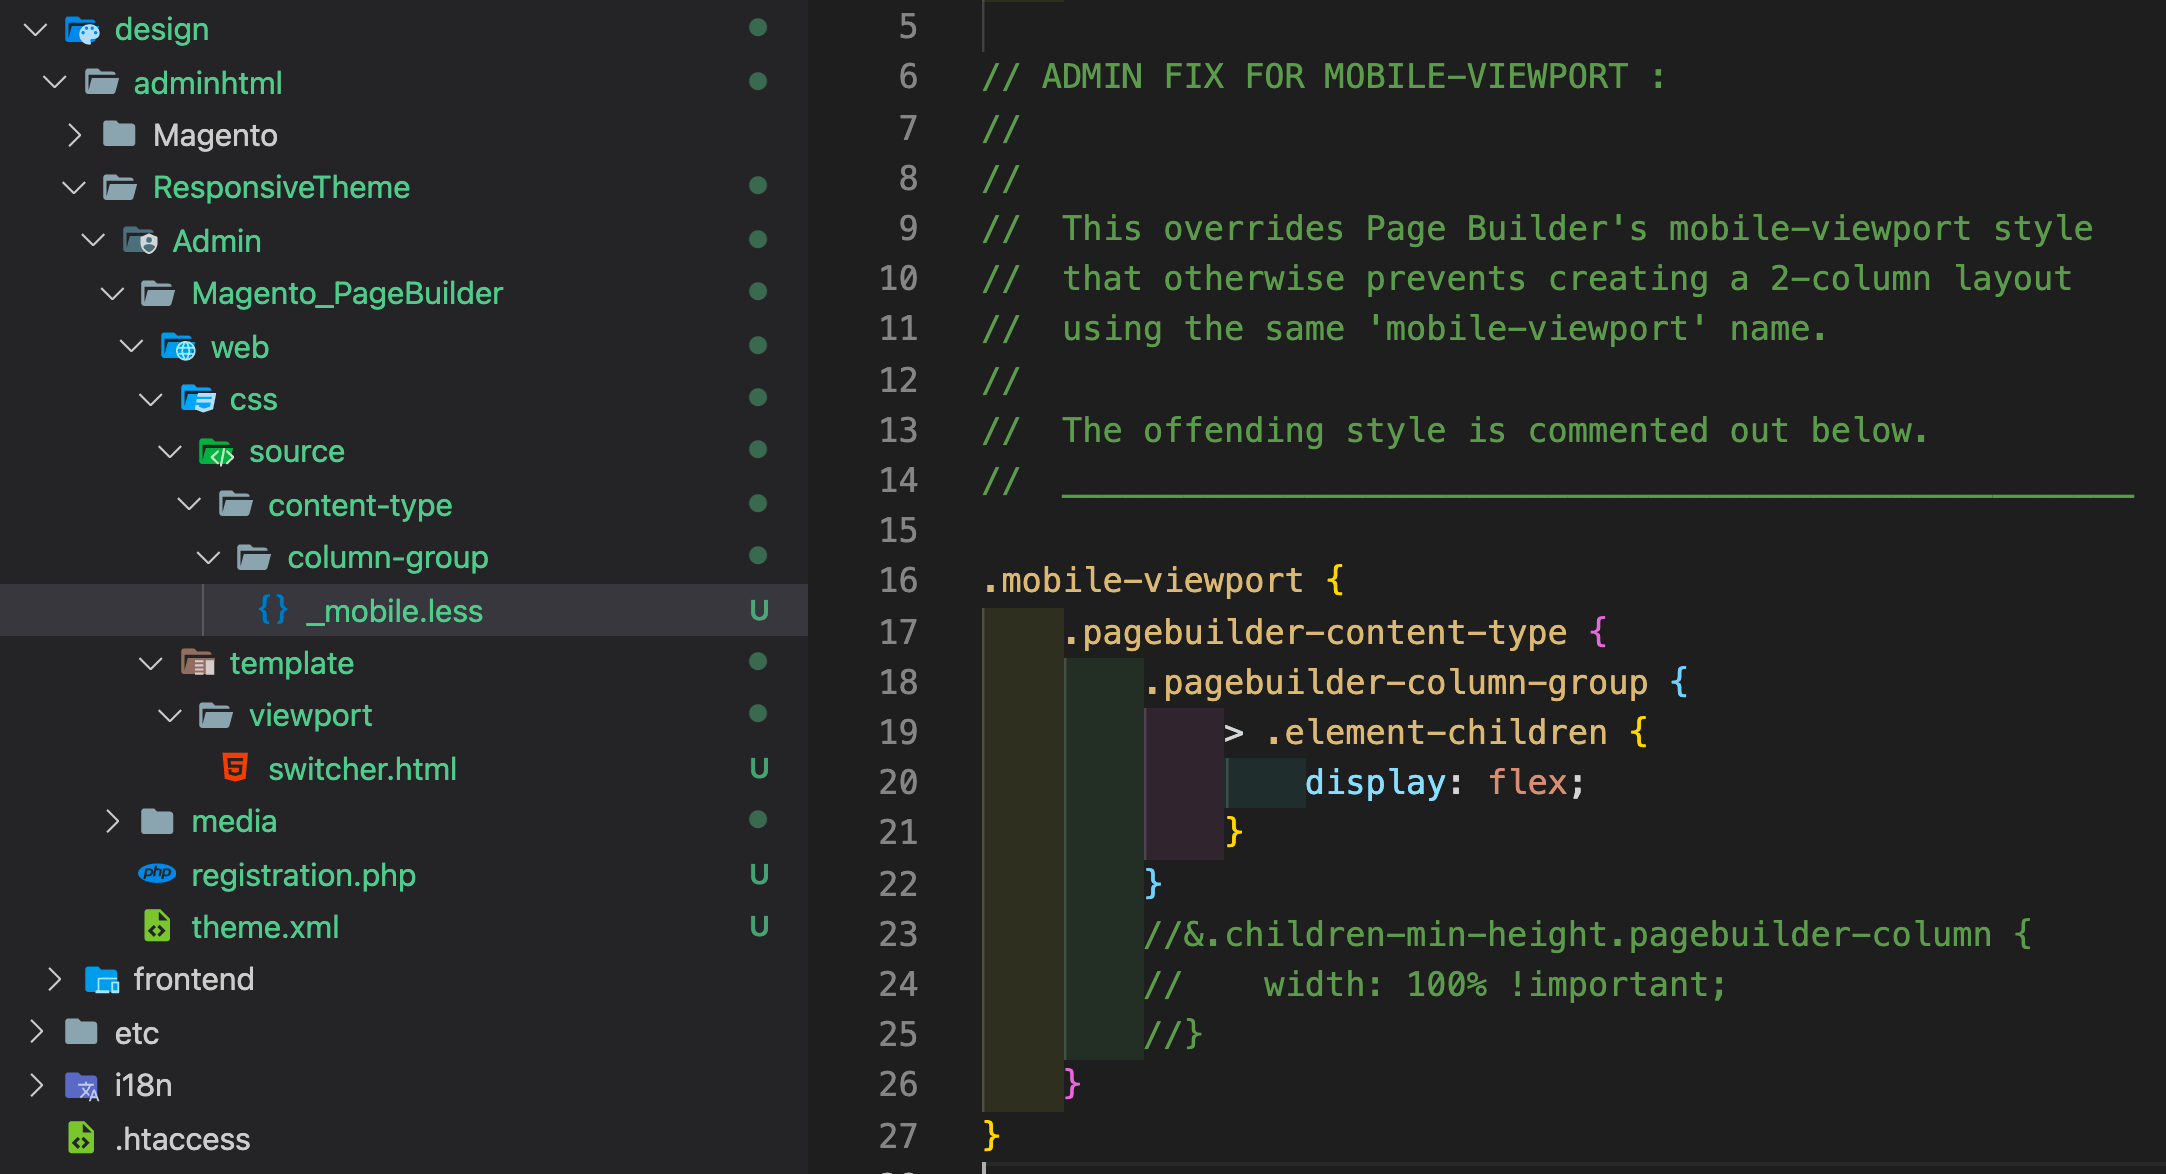 design
adminhtml
Magento
ResponsiveTheme
Admin
Magento_PageBuilder
web
css
source
content-type
column-group
{} _mobile.less U
template
viewport
switcher.html U
media
php registration.php U
theme.xml U
frontend
etc
i18n
.htaccess
5
6 // ADMIN FIX FOR MOBILE-VIEWPORT :
7 //
8 //
9 //  This overrides Page Builder's mobile-viewport style
10 //  that otherwise prevents creating a 2-column layout
11 //  using the same 'mobile-viewport' name.
12 //
13 //  The offending style is commented out below.
14 //  _____________________________________________________
15
16 .mobile-viewport {
17     .pagebuilder-content-type {
18         .pagebuilder-column-group {
19             > .element-children {
20                 display: flex;
21             }
22         }
23         //&.children-min-height.pagebuilder-column {
24         //    width: 100% !important;
25         //}
26     }
27 }